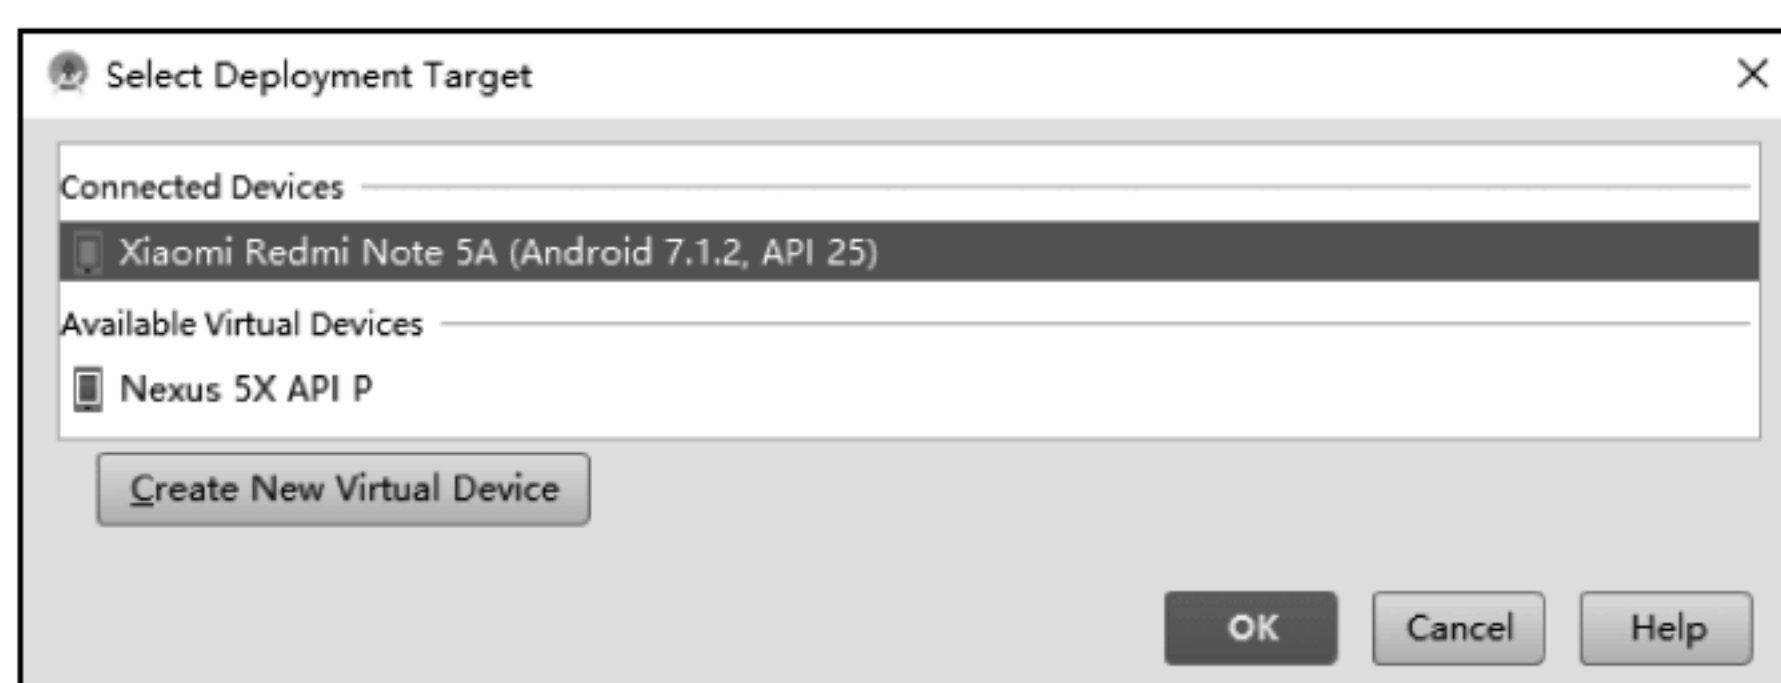 Select Deployment Target
Connected Devices
Xiaomi Redmi Note 5A (Android 7.1.2, API 25)
Available Virtual Devices
Nexus 5X API P
Create New Virtual Device
OK Cancel Help